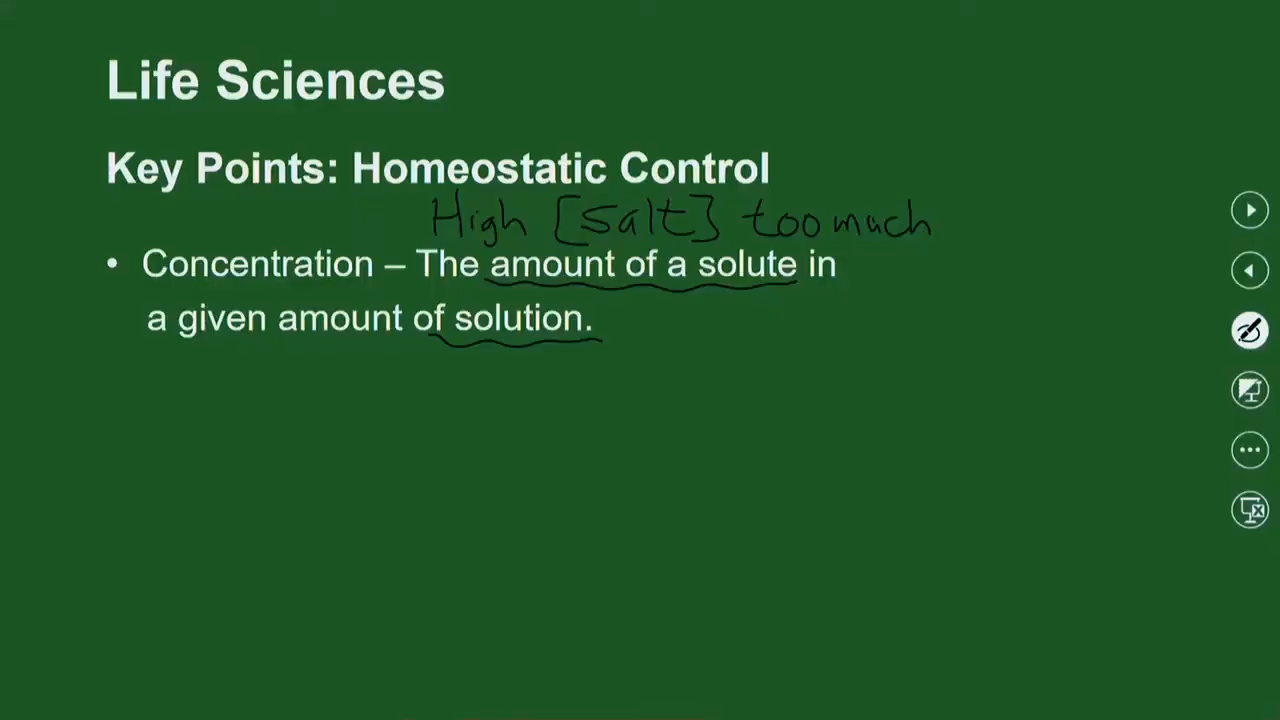 Life Sciences
Key Points: Homeostatic Control
High [salt] too much
• Concentration – The amount of a solute in
a given amount of solution.